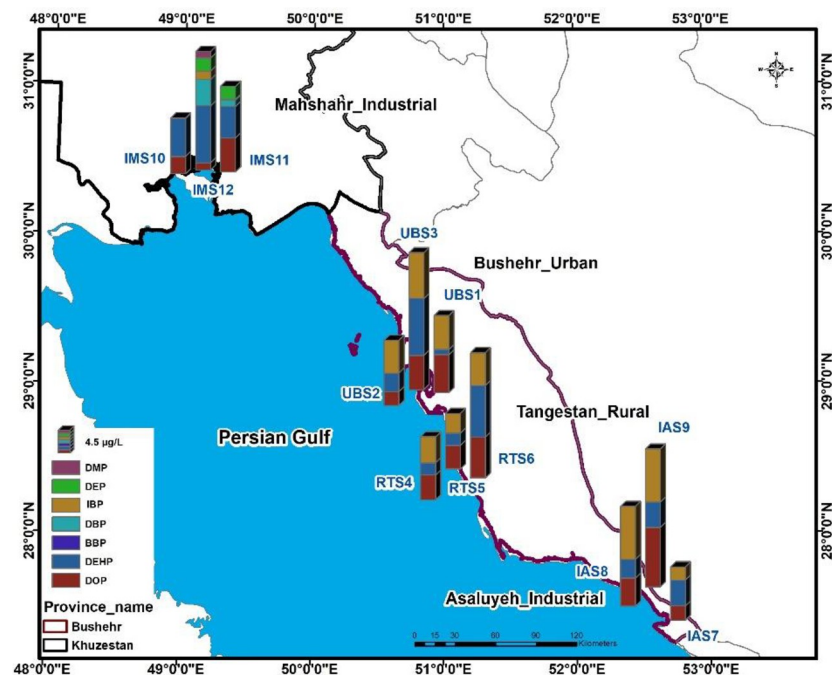 48°0'0"E 49°0'0"E 50°0'0"E 51°0'0"E 52°0'0"E 53°0'0"E
31°0'0"N
31°0'0"N
Mahshahr_Industrial
IMS10
IMS11
IMS12
30°0'0"N
30°0'0"N
UBS3
Bushehr_Urban
UBS1
29°0'0"N
29°0'0"N
UBS2
Tangestan_Rural
IAS9
Persian Gulf
RTS6
RTS4
RTS5
4.5 µg/L
DMP
DEP
IBP
DBP
BBP
DEHP
DOP
28°0'0"N
28°0'0"N
IAS8
Asaluyeh_Industrial
IAS7
Province_name
Bushehr
Khuzestan
0 15 30 60 90 120
Kilometers
48°0'0"E 49°0'0"E 50°0'0"E 51°0'0"E 52°0'0"E 53°0'0"E